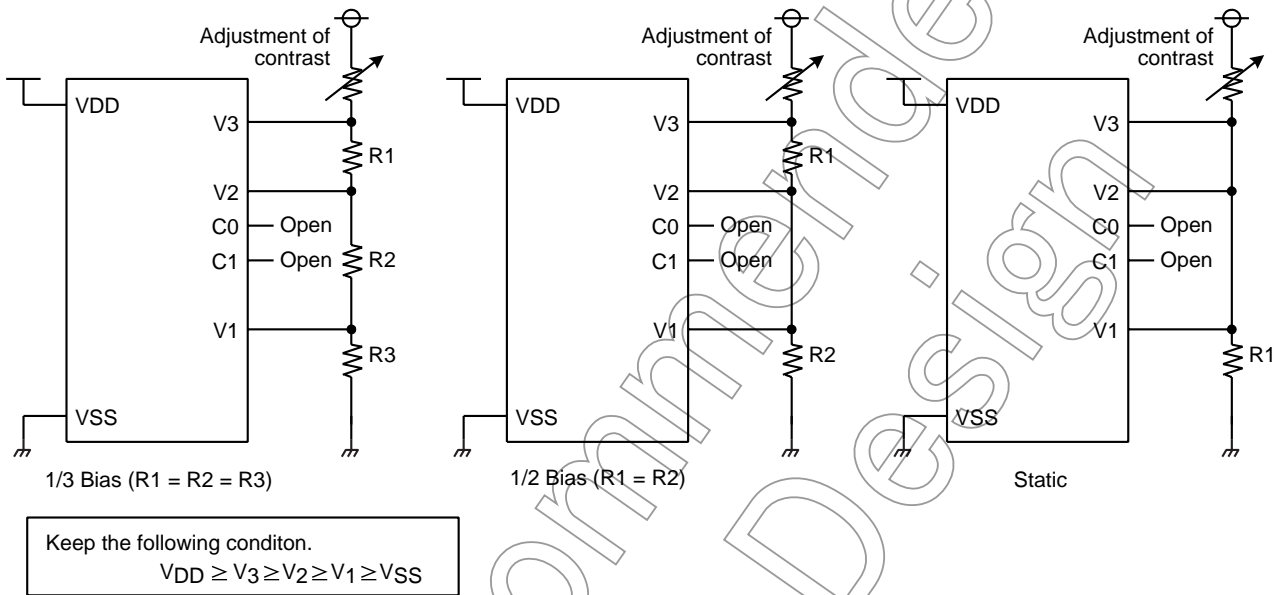 Adjustment of
contrast
VDD
V3
R1
V2
C0 Open
C1 Open
R2
V1
R3
VSS
1/3 Bias (R1 = R2 = R3)
Adjustment of
contrast
VDD
V3
R1
V2
C0 Open
C1 Open
V1
R2
VSS
1/2 Bias (R1 = R2)
Adjustment of
contrast
VDD
V3
V2
C0 Open
C1 Open
V1
R1
VSS
Static
Keep the following conditon.
VDD ≥ V3 ≥ V2 ≥ V1 ≥ VSS
ommende
Design